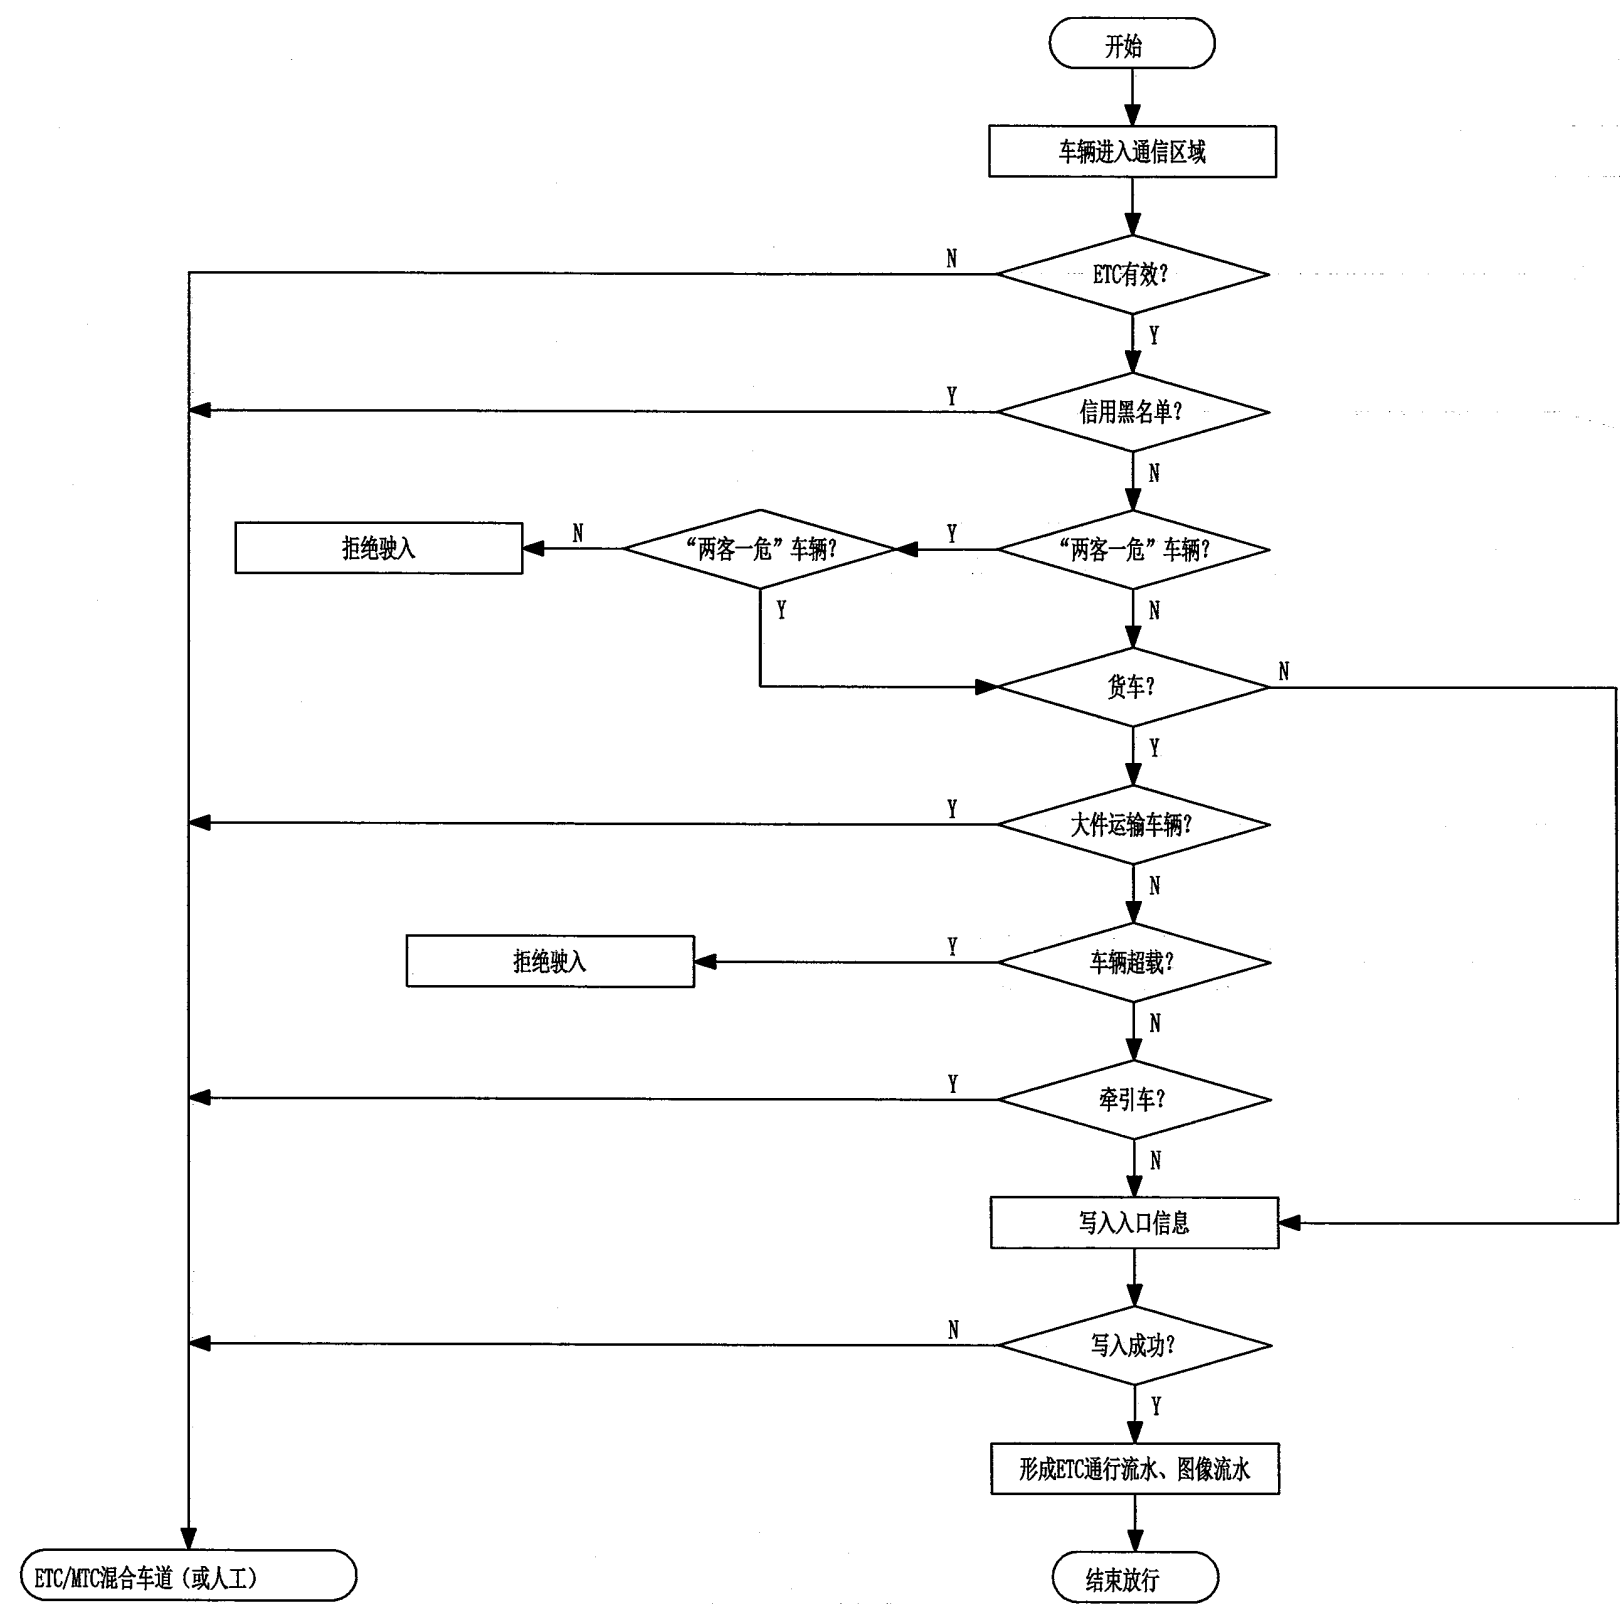 开始
车辆进入通信区域
N
ETC有效？
Y
Y
信用黑名单？
N
拒绝驶入
N
“两客一危”车辆？
Y
“两客一危”车辆？
Y
N
货车？
N
Y
Y
大件运输车辆？
N
拒绝驶入
Y
车辆超载？
N
Y
牵引车？
N
写入入口信息
N
写入成功？
Y
形成ETC通行流水、图像流水
ETC/MTC混合车道（或人工）
结束放行